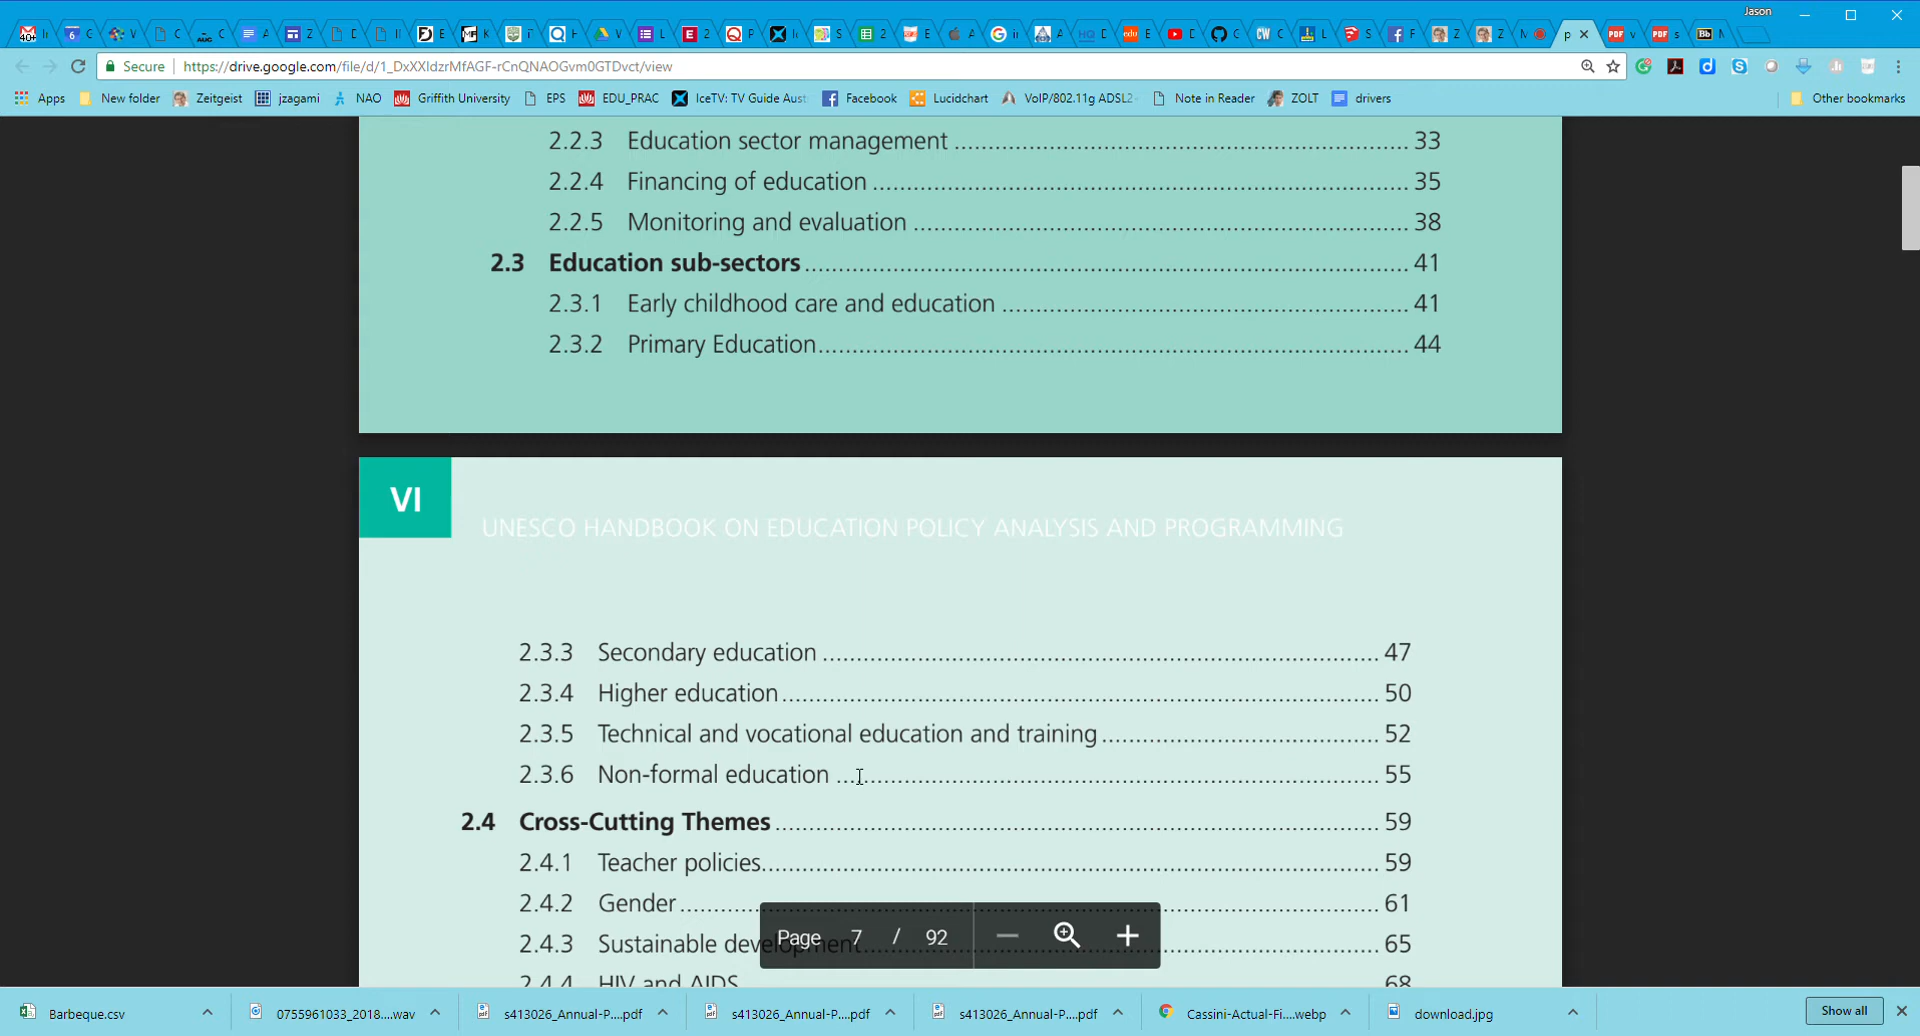 Jason
Secure https://drive.google.com/file/d/1_DxXXIdzrMfAGF-rCnQNAOGvm0GTDvct/view
Apps New folder Zeitgeist jzagami NAO Griffith University EPS EDU_PRAC IceTV: TV Guide Aust Facebook Lucidchart VoIP/802.11g ADSL2- Note in Reader ZOLT drivers Other bookmarks
2.2.3 Education sector management 33
2.2.4 Financing of education 35
2.2.5 Monitoring and evaluation 38
2.3 Education sub-sectors 41
2.3.1 Early childhood care and education 41
2.3.2 Primary Education 44
VI
UNESCO HANDBOOK ON EDUCATION POLICY ANALYSIS AND PROGRAMMING
2.3.3 Secondary education 47
2.3.4 Higher education 50
2.3.5 Technical and vocational education and training 52
2.3.6 Non-formal education 55
2.4 Cross-Cutting Themes 59
2.4.1 Teacher policies 59
2.4.2 Gender 61
2.4.3 Sustainable development 65
2.4.4 HIV and AIDS 68
Page 7 / 92
Barbeque.csv 0755961033_2018....wav s413026_Annual-P....pdf s413026_Annual-P....pdf s413026_Annual-P....pdf Cassini-Actual-Fi....webp download.jpg Show all